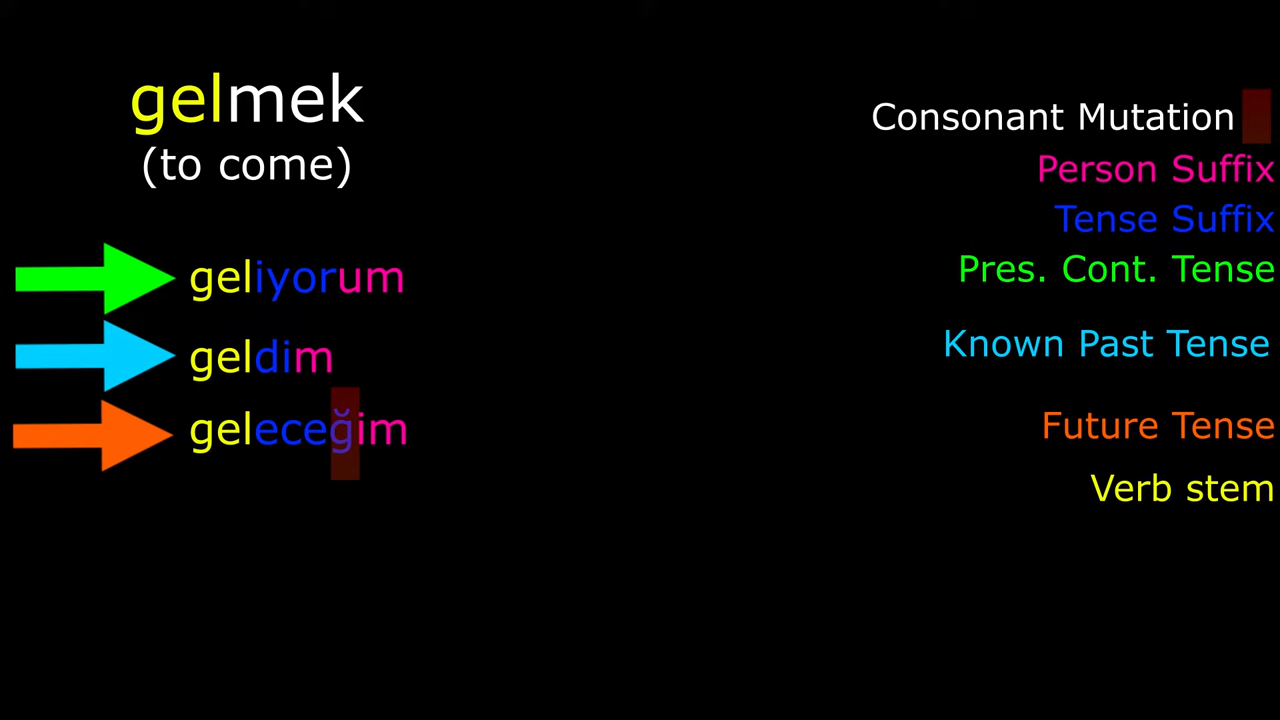 gelmek
(to come)
geliyorum
geldim
geleceğim
Consonant Mutation
Person Suffix
Tense Suffix
Pres. Cont. Tense
Known Past Tense
Future Tense
Verb stem